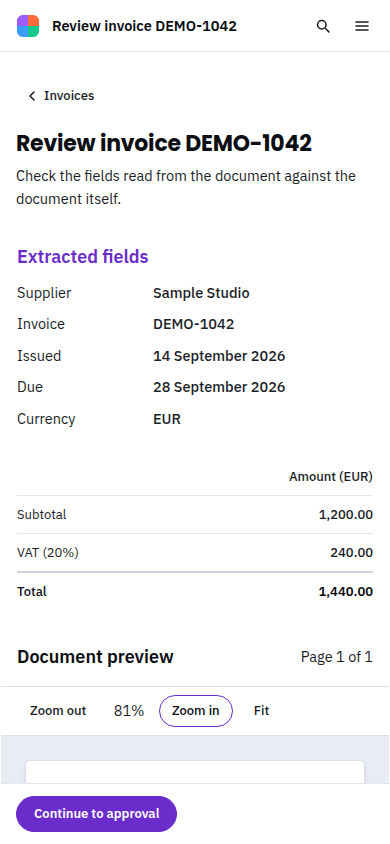 Review invoice DEMO-1042
Invoices
Review invoice DEMO-1042
Check the fields read from the document against the
document itself.
Extracted fields
Supplier Sample Studio
Invoice DEMO-1042
Issued 14 September 2026
Due 28 September 2026
Currency EUR
Amount (EUR)
Subtotal 1,200.00
VAT (20%) 240.00
Total 1,440.00
Document preview Page 1 of 1
Zoom out 81% Zoom in Fit
Continue to approval